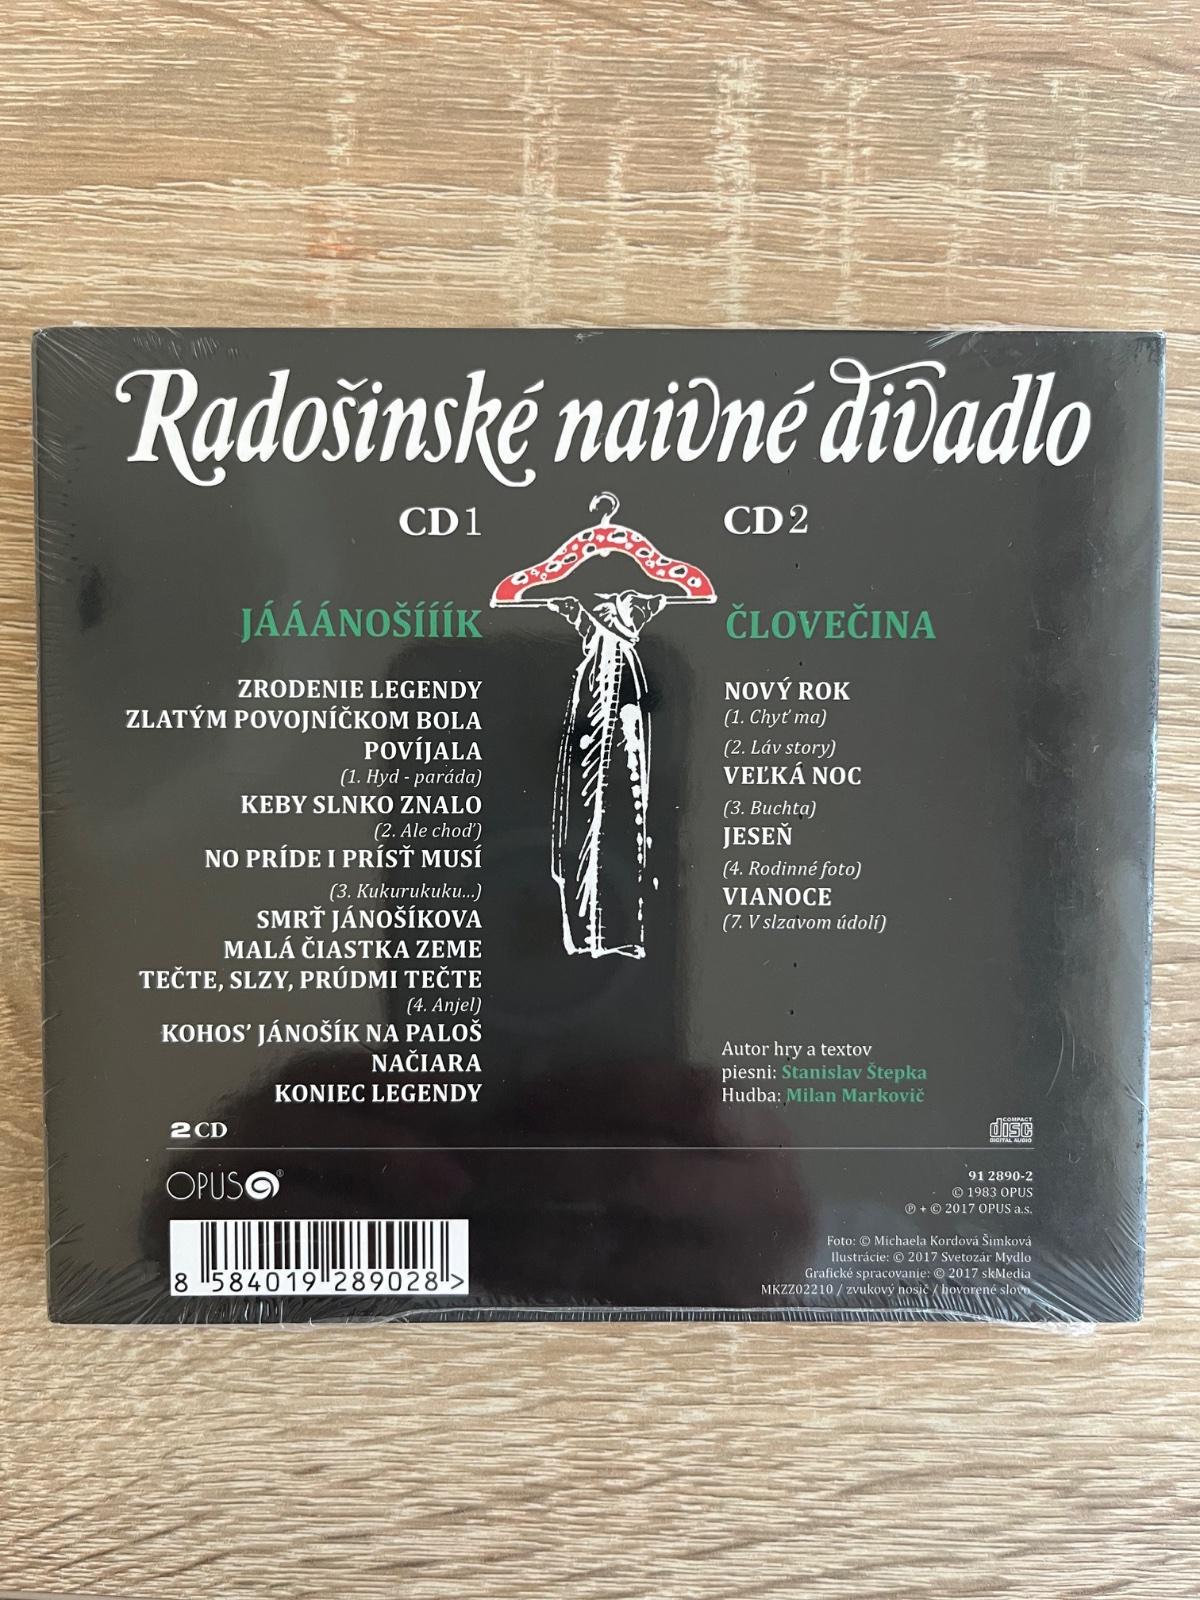 Radošinské naivné divadlo
CD 1
JÁÁÁNOŠÍÍÍK
ZRODENIE LEGENDY
ZLATÝM POVOJNÍČKOM BOLA
POVÍJALA
(1. Hyd - paráda)
KEBY SLNKO ZNALO
(2. Ale choď)
NO PRÍDE I PRÍSŤ MUSÍ
(3. Kukurukuku...)
SMRŤ JÁNOŠÍKOVA
MALÁ ČIASTKA ZEME
TEČTE, SLZY, PRÚDMI TEČTE
(4. Anjel)
KOHOS’ JÁNOŠÍK NA PALOŠ
NAČIARA
KONIEC LEGENDY
CD 2
ČLOVEČINA
NOVÝ ROK
(1. Chyť ma)
(2. Láv story)
VEĽKÁ NOC
(3. Buchta)
JESEŇ
(4. Rodinné foto)
VIANOCE
(7. V slzavom údolí)
Autor hry a textov
piesni: Stanislav Štepka
Hudba: Milan Markovič
2 CD
COMPACT
disc
DIGITAL AUDIO
OPUS ®
8 584019 289028 >
91 2890-2
© 1983 OPUS
℗ + © 2017 OPUS a.s.
Foto: © Michaela Kordová Šimková
Ilustrácie: © 2017 Svetozár Mydlo
Grafické spracovanie: © 2017 skMedia
MKZZ02210 / zvukový nosič / hovorené slovo